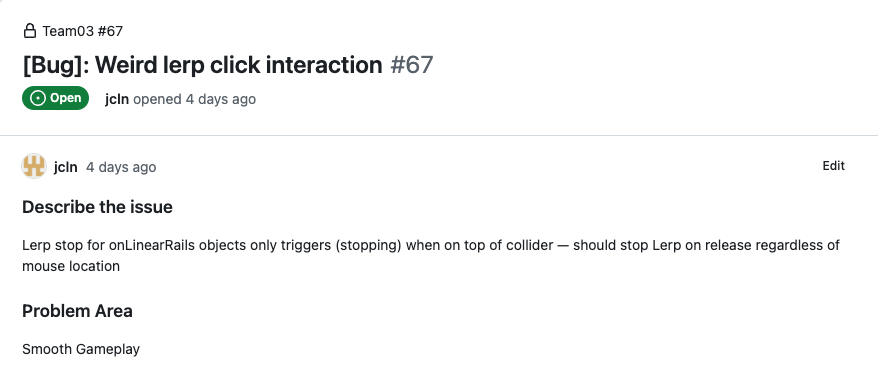 Team03 #67
[Bug]: Weird lerp click interaction #67
Open jcln opened 4 days ago
jcln 4 days ago Edit
Describe the issue
Lerp stop for onLinearRails objects only triggers (stopping) when on top of collider — should stop Lerp on release regardless of
mouse location
Problem Area
Smooth Gameplay